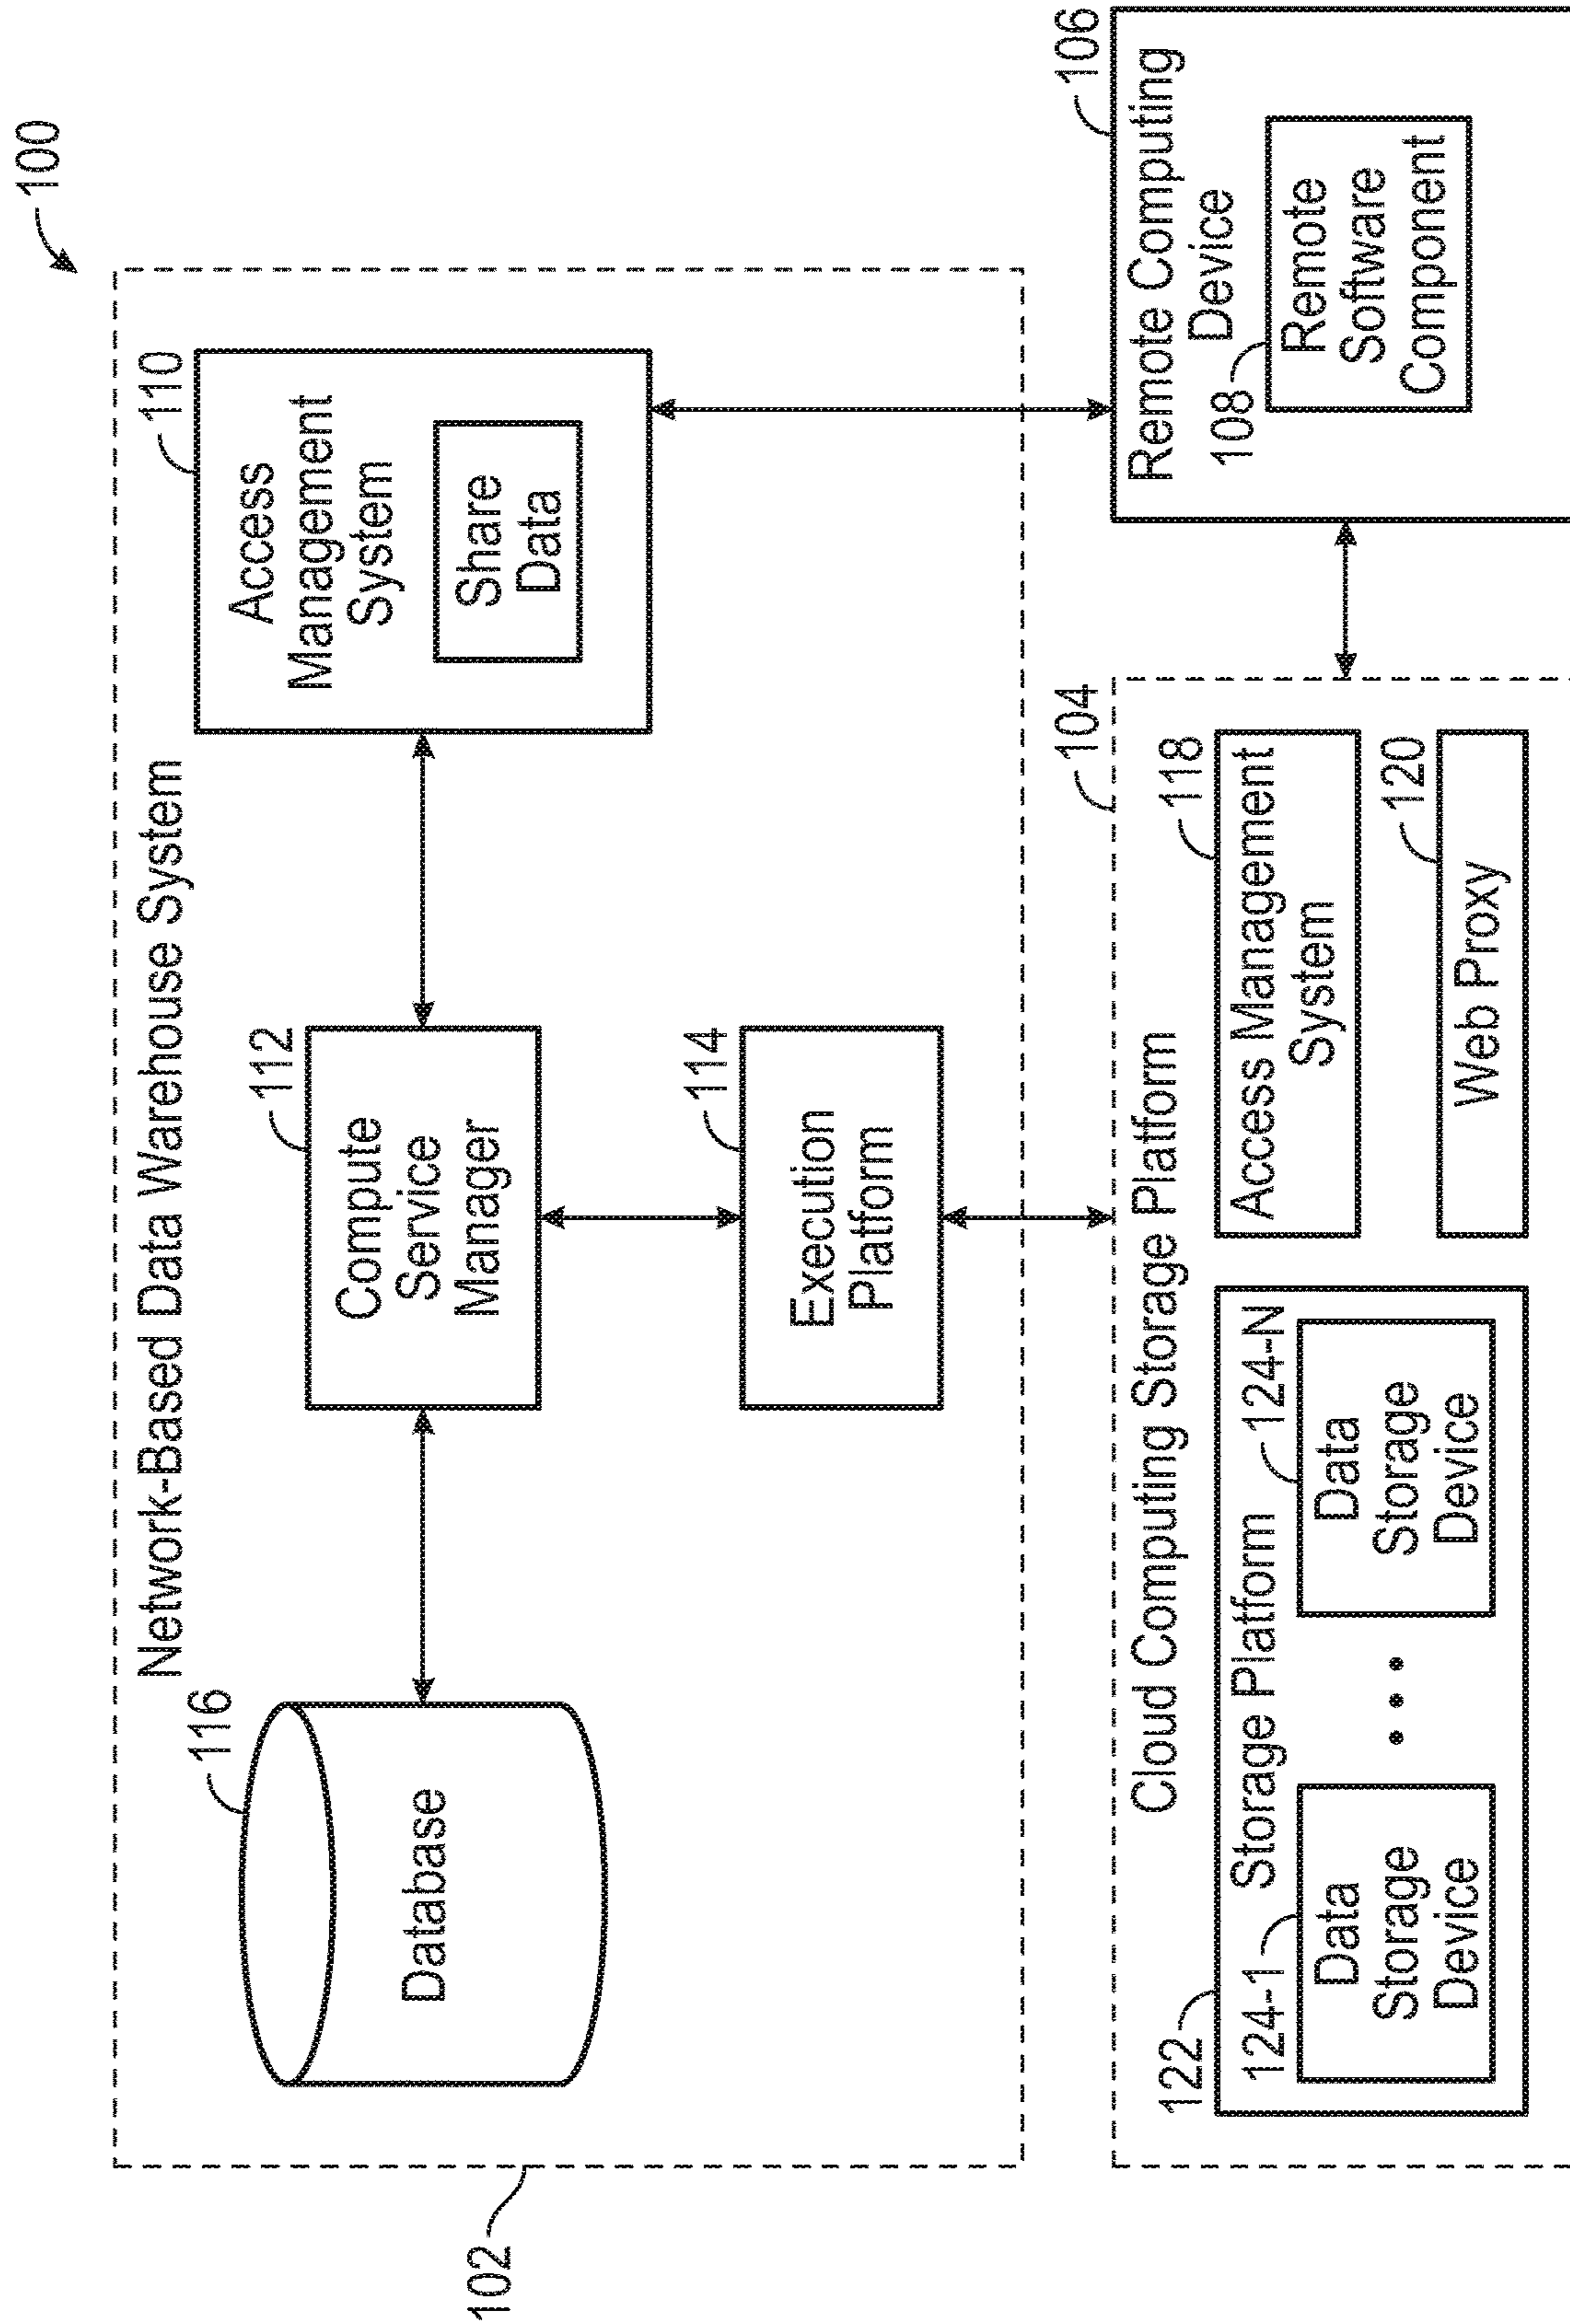 100
Network-Based Data Warehouse System
102
116
Database
112
Compute
Service
Manager
110
Access
Management
System
Share
Data
114
Execution
Platform
104
Cloud Computing Storage Platform
122
Storage Platform
124-1
Data
Storage
Device
124-N
Data
Storage
Device
118
Access Management
System
120
Web Proxy
106
Remote Computing
Device
108
Remote
Software
Component